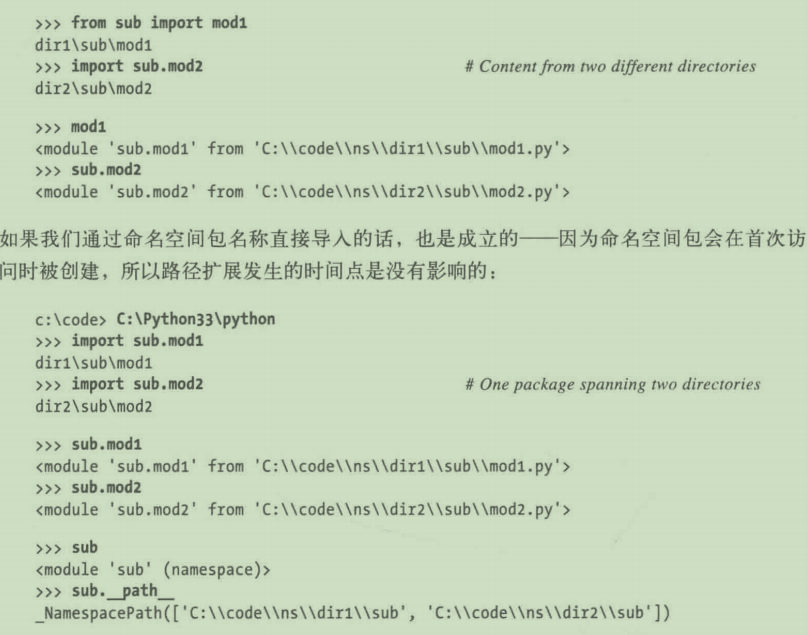 >>> from sub import mod1
dir1\sub\mod1
>>> import sub.mod2 # Content from two different directories
dir2\sub\mod2
>>> mod1
<module 'sub.mod1' from 'C:\\code\\ns\\dir1\\sub\\mod1.py'>
>>> sub.mod2
<module 'sub.mod2' from 'C:\\code\\ns\\dir2\\sub\\mod2.py'>
如果我们通过命名空间包名称直接导入的话，也是成立的——因为命名空间包会在首次访
问时被创建，所以路径扩展发生的时间点是没有影响的：
c:\code> C:\Python33\python
>>> import sub.mod1
dir1\sub\mod1
>>> import sub.mod2 # One package spanning two directories
dir2\sub\mod2
>>> sub.mod1
<module 'sub.mod1' from 'C:\\code\\ns\\dir1\\sub\\mod1.py'>
>>> sub.mod2
<module 'sub.mod2' from 'C:\\code\\ns\\dir2\\sub\\mod2.py'>
>>> sub
<module 'sub' (namespace)>
>>> sub.__path__
_NamespacePath(['C:\\code\\ns\\dir1\\sub', 'C:\\code\\ns\\dir2\\sub'])